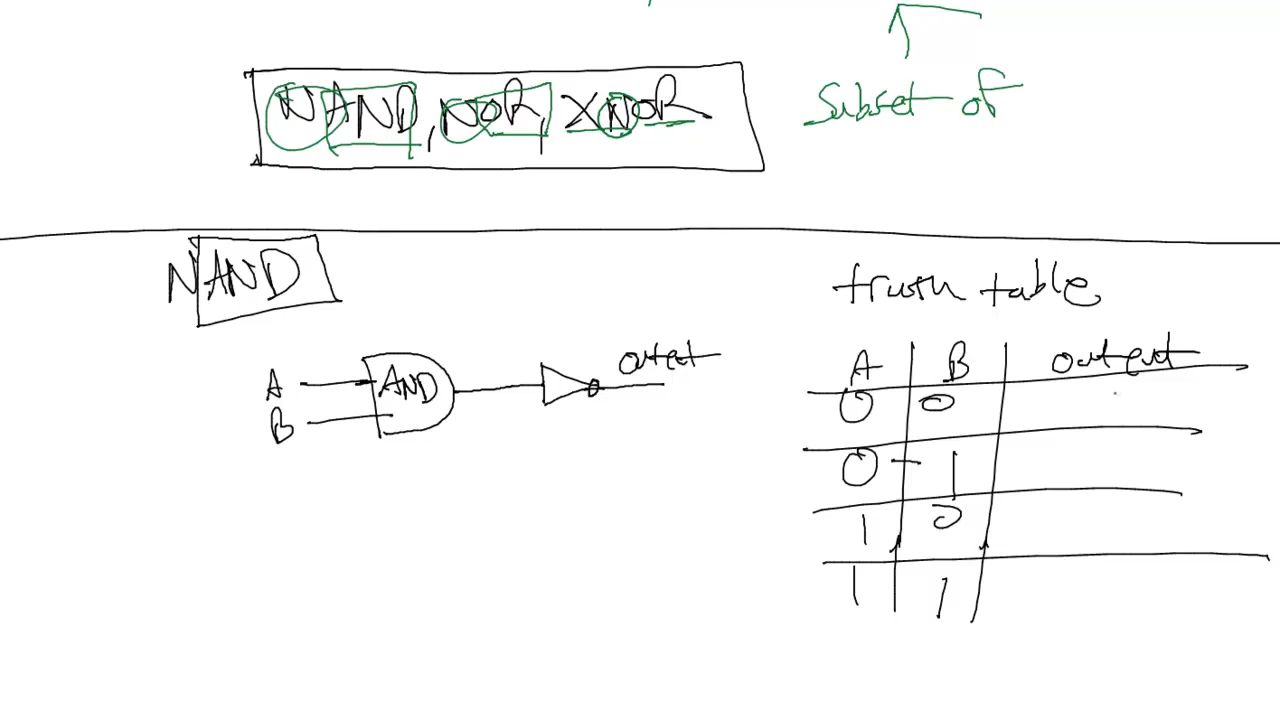 NAND, NOR, XNOR
Subset of
NAND
truth table
A B output
A AND output
B
0 0
0 1
1 0
1 1